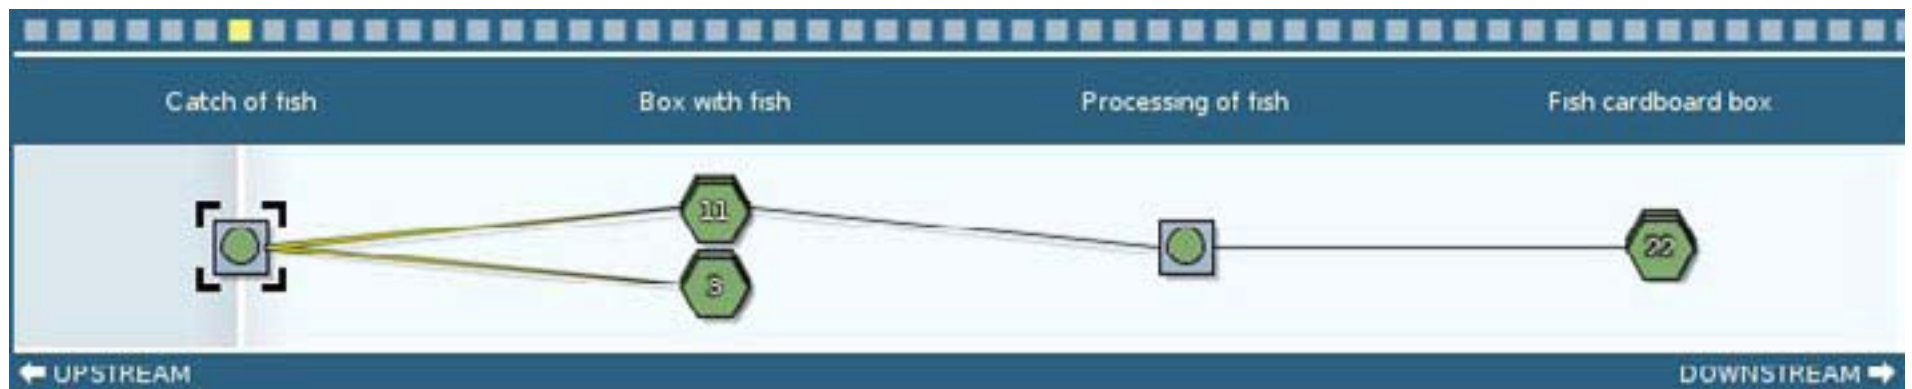 Catch of fish
Box with fish
Processing of fish
Fish cardboard box
11
3
22
UPSTREAM
DOWNSTREAM